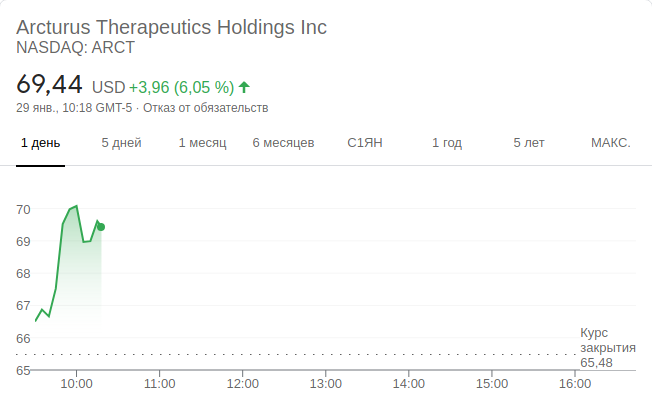 Arcturus Therapeutics Holdings Inc
NASDAQ: ARCT
69,44 USD +3,96 (6,05 %)
29 янв., 10:18 GMT-5 · Отказ от обязательств
1 день 5 дней 1 месяц 6 месяцев С1ЯН 1 год 5 лет МАКС.
70
69
68
67
66
65
Курс
закрытия
65,48
10:00 11:00 12:00 13:00 14:00 15:00 16:00